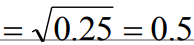 = √0.25 = 0.5